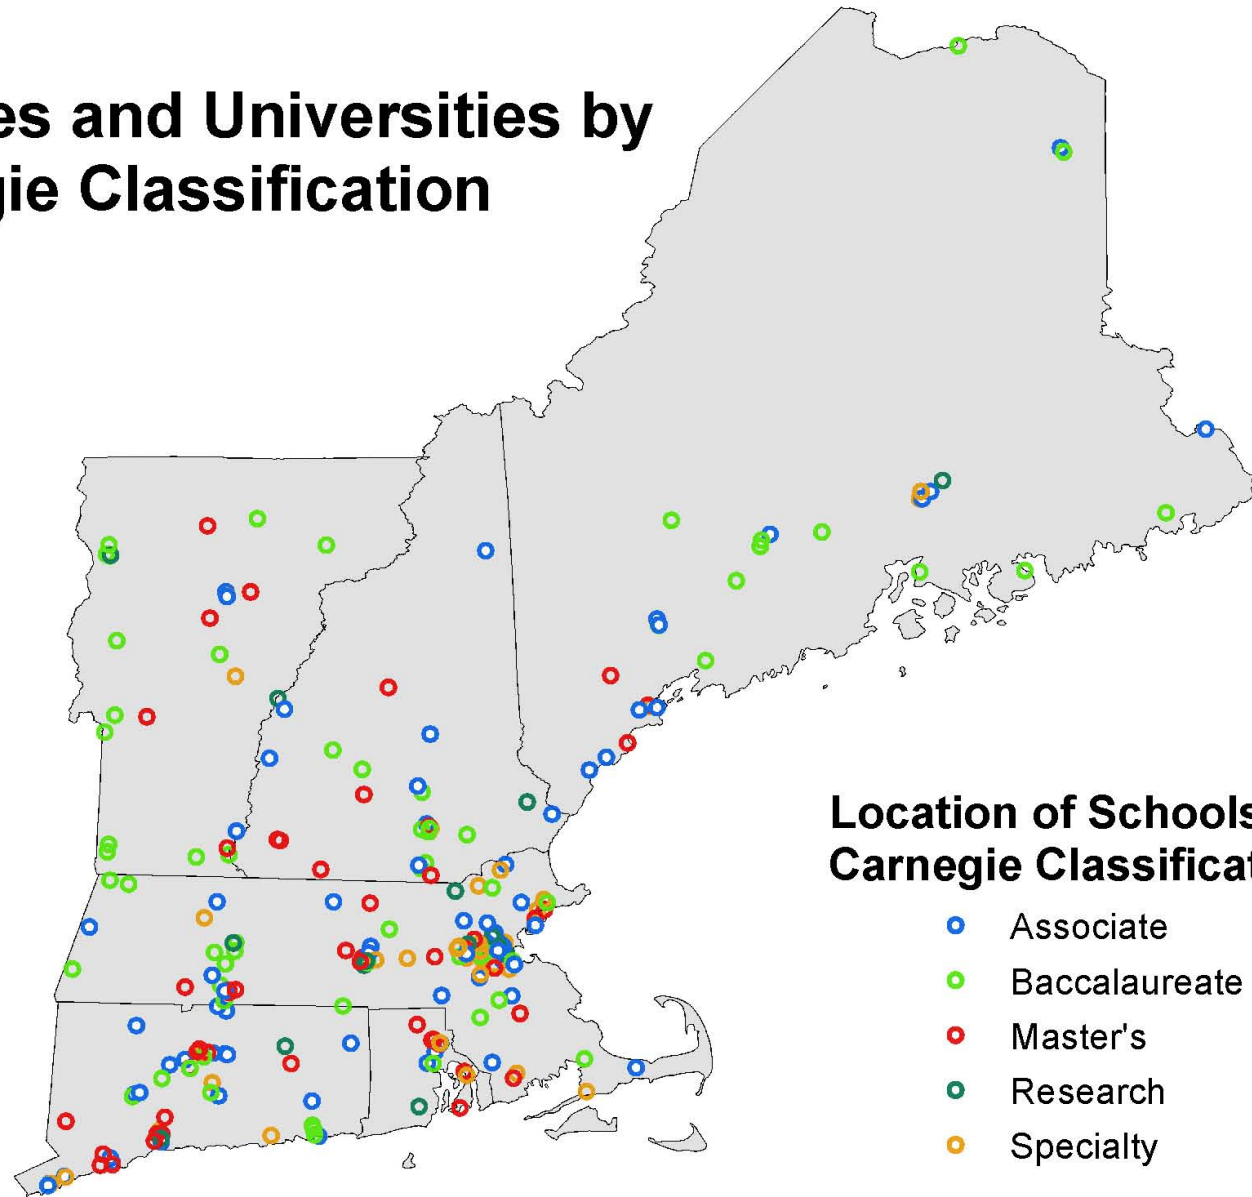 es and Universities by
gie Classification
Location of Schools
Carnegie Classificat
Associate
Baccalaureate
Master's
Research
Specialty